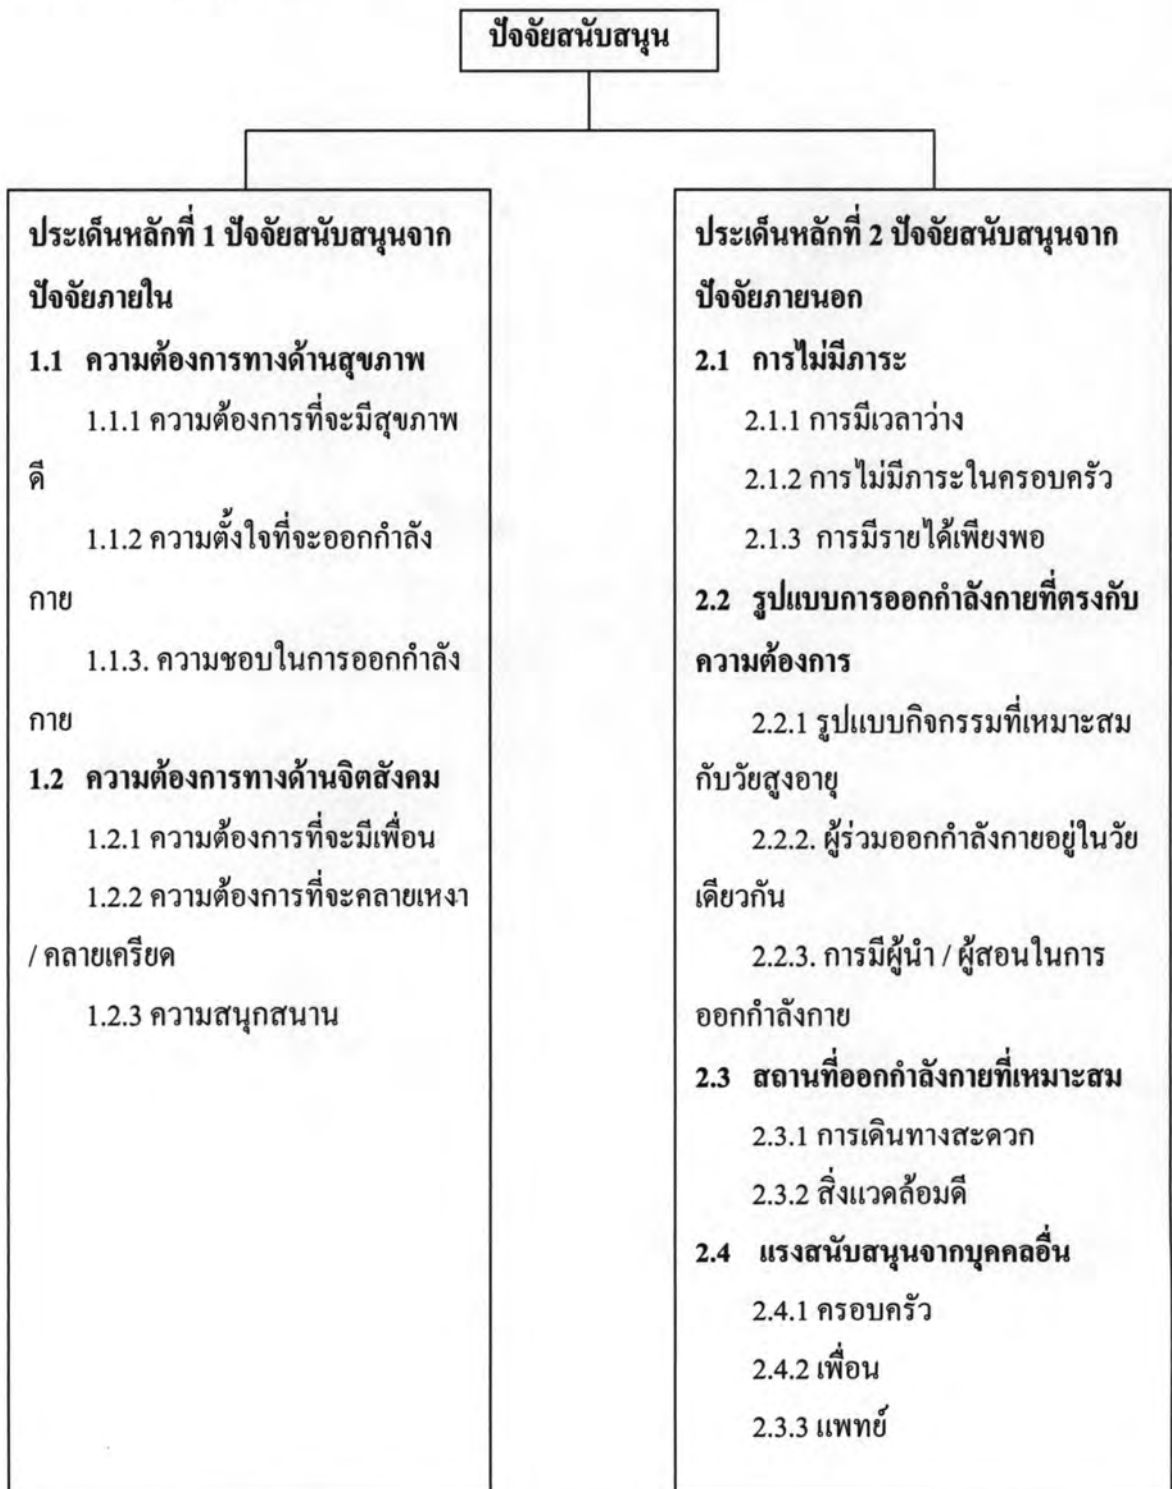 ปัจจัยสนับสนุน
ประเด็นหลักที่ 1 ปัจจัยสนับสนุนจาก
ปัจจัยภายใน
1.1 ความต้องการทางด้านสุขภาพ
1.1.1 ความต้องการที่จะมีสุขภาพ
ดี
1.1.2 ความตั้งใจที่จะออกกำลัง
กาย
1.1.3. ความชอบในการออกกำลัง
กาย
1.2 ความต้องการทางด้านจิตสังคม
1.2.1 ความต้องการที่จะมีเพื่อน
1.2.2 ความต้องการที่จะคลายเหงา
/ คลายเครียด
1.2.3 ความสนุกสนาน
ประเด็นหลักที่ 2 ปัจจัยสนับสนุนจาก
ปัจจัยภายนอก
2.1 การไม่มีภาระ
2.1.1 การมีเวลาว่าง
2.1.2 การไม่มีภาระในครอบครัว
2.1.3 การมีรายได้เพียงพอ
2.2 รูปแบบการออกกำลังกายที่ตรงกับ
ความต้องการ
2.2.1 รูปแบบกิจกรรมที่เหมาะสม
กับวัยสูงอายุ
2.2.2. ผู้ร่วมออกกำลังกายอยู่ในวัย
เดียวกัน
2.2.3. การมีผู้นำ / ผู้สอนในการ
ออกกำลังกาย
2.3 สถานที่ออกกำลังกายที่เหมาะสม
2.3.1 การเดินทางสะดวก
2.3.2 สิ่งแวดล้อมดี
2.4 แรงสนับสนุนจากบุคคลอื่น
2.4.1 ครอบครัว
2.4.2 เพื่อน
2.3.3 แพทย์